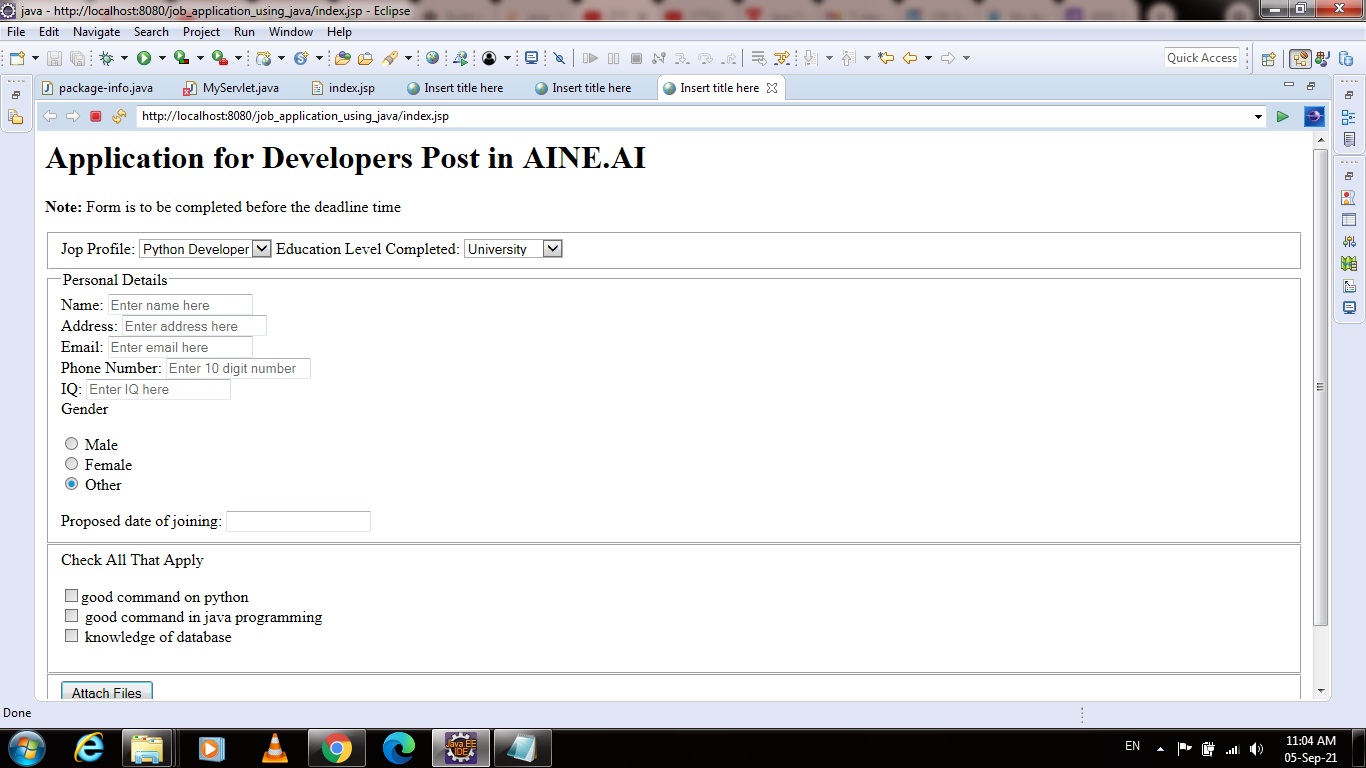 java - http://localhost:8080/job_application_using_java/index.jsp - Eclipse
File Edit Navigate Search Project Run Window Help
Quick Access
package-info.java MyServlet.java index.jsp Insert title here Insert title here Insert title here
http://localhost:8080/job_application_using_java/index.jsp
Application for Developers Post in AINE.AI
Note: Form is to be completed before the deadline time
Jop Profile: Python Developer Education Level Completed: University
Personal Details
Name: Enter name here
Address: Enter address here
Email: Enter email here
Phone Number: Enter 10 digit number
IQ: Enter IQ here
Gender
Male
Female
Other
Proposed date of joining:
Check All That Apply
good command on python
good command in java programming
knowledge of database
Attach Files
Done
Java EE
IDE
EN
11:04 AM
05-Sep-21